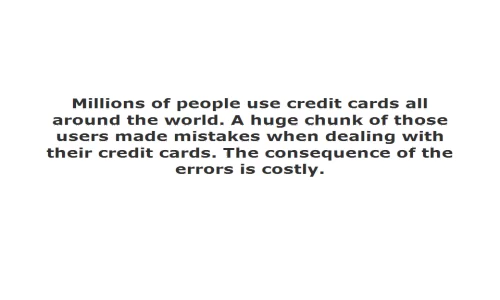 Millions of people use credit cards all
around the world. A huge chunk of those
users made mistakes when dealing with
their credit cards. The consequence of the
errors is costly.